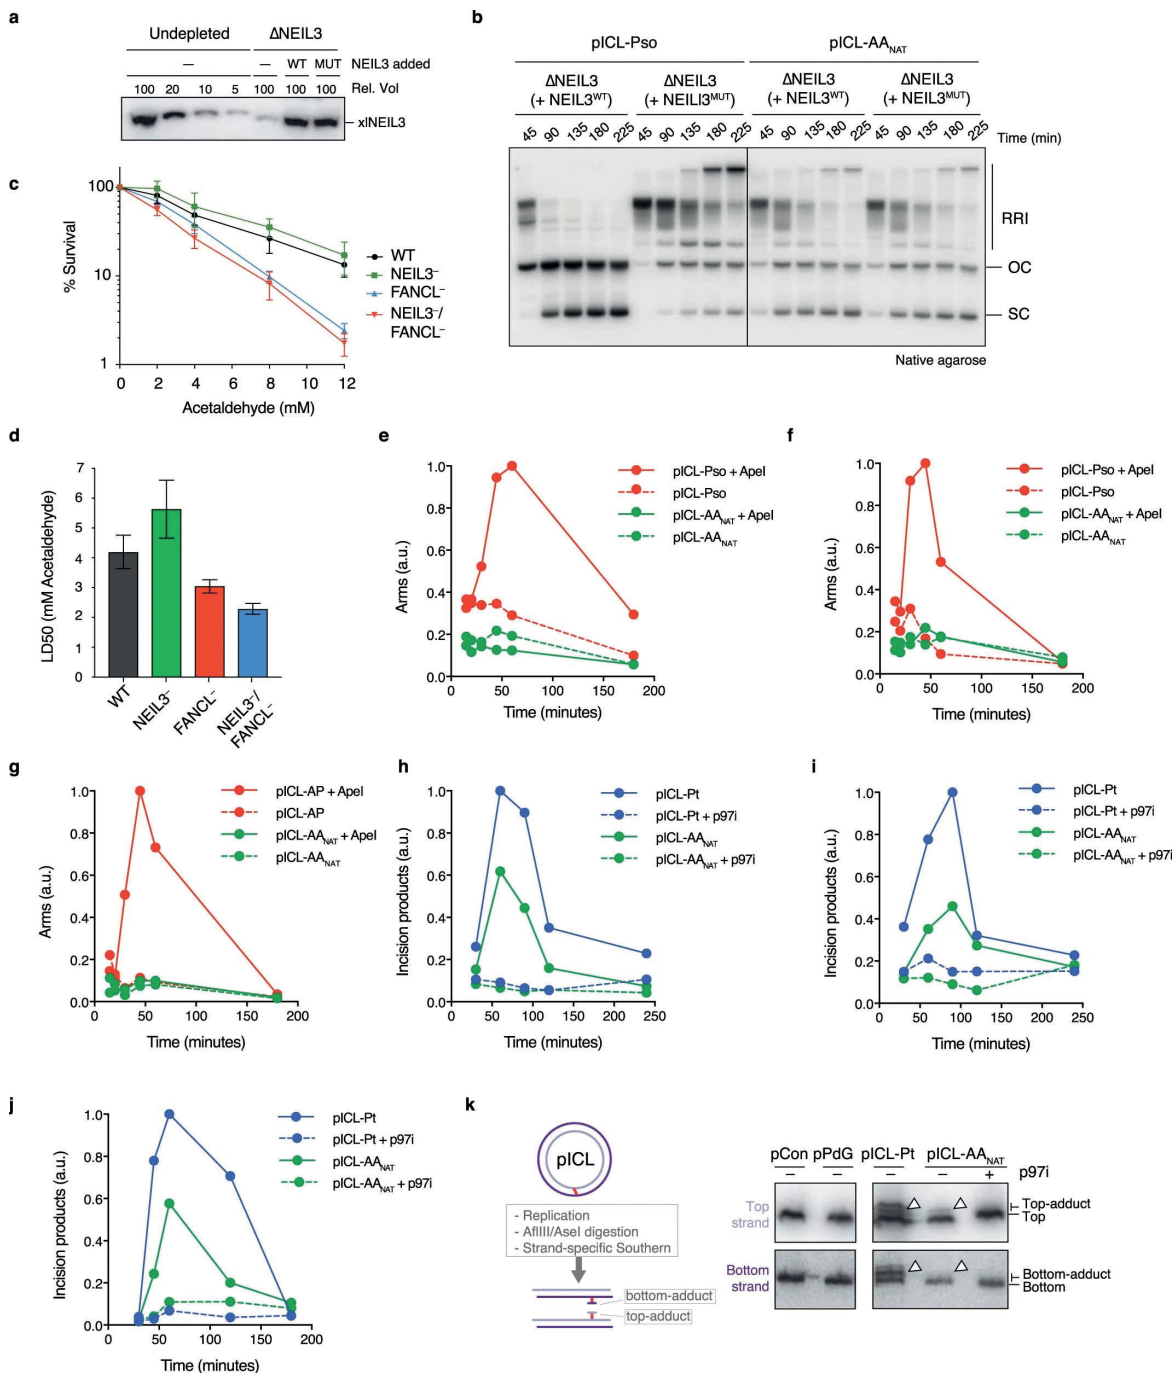 a
Undepleted ΔNEIL3
– – WT MUT NEIL3 added
100 20 10 5 100 100 100 Rel. Vol
xlNEIL3
b
pICL-Pso pICL-AANAT
ΔNEIL3 ΔNEIL3 ΔNEIL3 ΔNEIL3
(+ NEIL3WT) (+ NEILI3MUT) (+ NEIL3WT) (+ NEIL3MUT)
45 90 135 180 225 45 90 135 180 225 45 90 135 180 225 45 90 135 180 225 Time (min)
RRI
OC
SC
Native agarose
c
% Survival
100
10
1
0 2 4 6 8 10 12
Acetaldehyde (mM)
WT
NEIL3–
FANCL–
NEIL3–/
FANCL–
d
LD50 (mM Acetaldehyde)
7
6
5
4
3
2
1
0
WT
NEIL3–
FANCL–
NEIL3–/
FANCL–
e
Arms (a.u.)
1.0
0.8
0.6
0.4
0.2
0.0
0 50 100 150 200
Time (minutes)
pICL-Pso + ApeI
pICL-Pso
pICL-AANAT + ApeI
pICL-AANAT
f
Arms (a.u.)
1.0
0.8
0.6
0.4
0.2
0.0
0 50 100 150 200
Time (minutes)
pICL-Pso + ApeI
pICL-Pso
pICL-AANAT + ApeI
pICL-AANAT
g
Arms (a.u.)
1.0
0.8
0.6
0.4
0.2
0.0
0 50 100 150 200
Time (minutes)
pICL-AP + ApeI
pICL-AP
pICL-AANAT + ApeI
pICL-AANAT
h
Incision products (a.u.)
1.0
0.8
0.6
0.4
0.2
0.0
0 50 100 150 200 250
Time (minutes)
pICL-Pt
pICL-Pt + p97i
pICL-AANAT
pICL-AANAT + p97i
i
Incision products (a.u.)
1.0
0.8
0.6
0.4
0.2
0.0
0 50 100 150 200 250
Time (minutes)
pICL-Pt
pICL-Pt + p97i
pICL-AANAT
pICL-AANAT + p97i
j
Incision products (a.u.)
1.0
0.8
0.6
0.4
0.2
0.0
0 50 100 150 200
Time (minutes)
pICL-Pt
pICL-Pt + p97i
pICL-AANAT
pICL-AANAT + p97i
k
pICL
- Replication
- AflIII/AseI digestion
- Strand-specific Southern
bottom-adduct
top-adduct
pCon pPdG pICL-Pt pICL-AANAT
– – – – + p97i
Top
strand
Top-adduct
Top
Bottom
strand
Bottom-adduct
Bottom